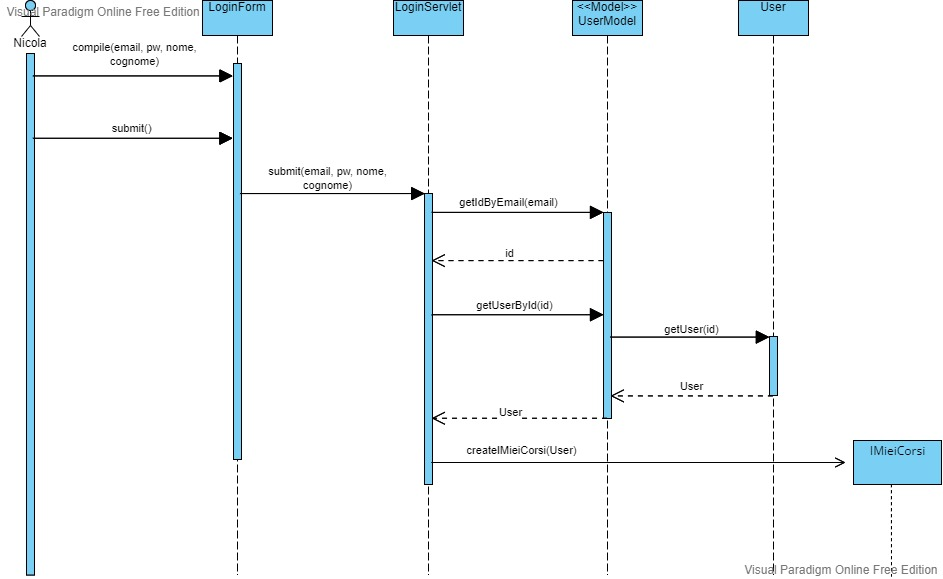 Visual Paradigm Online Free Edition
Nicola
LoginForm
LoginServlet
<<Model>>
UserModel
User
compile(email, pw, nome,
cognome)
submit()
submit(email, pw, nome,
cognome)
getIdByEmail(email)
id
getUserById(id)
getUser(id)
User
User
createIMieiCorsi(User)
IMieiCorsi
Visual Paradigm Online Free Edition